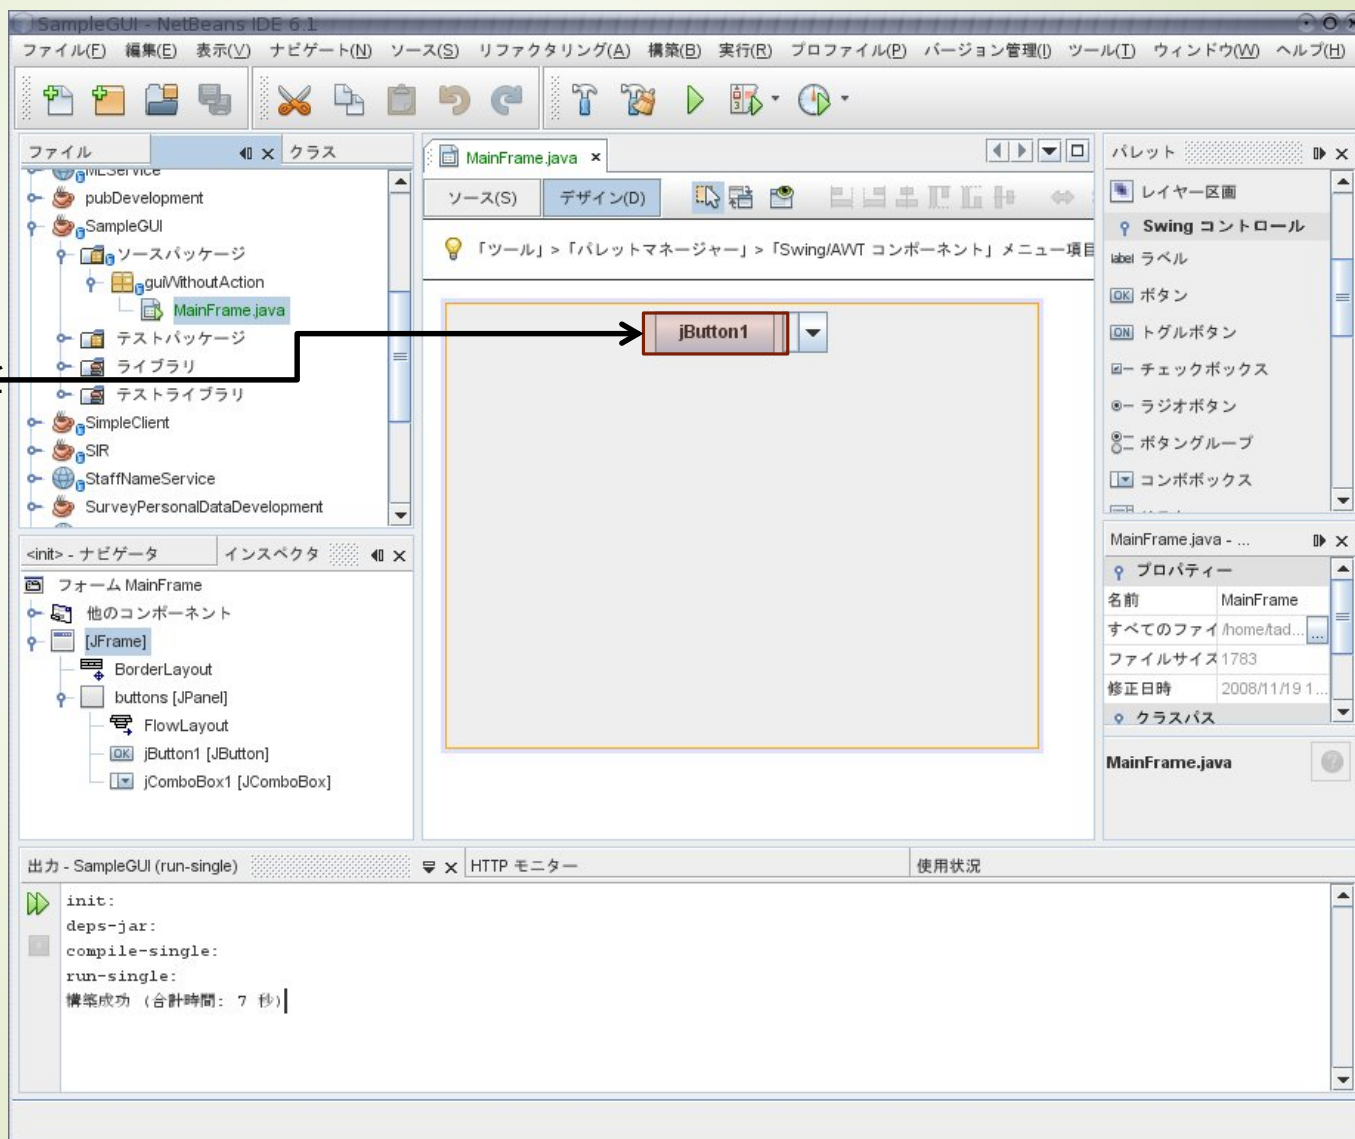 SampleGUI - NetBeans IDE 6.1
ファイル(F) 編集(E) 表示(V) ナビゲート(N) ソース(S) リファクタリング(A) 構築(B) 実行(R) プロファイル(P) バージョン管理(I) ツール(T) ウィンドウ(W) ヘルプ(H)
ファイル
クラス
MLService
pubDevelopment
SampleGUI
ソースパッケージ
guiWithoutAction
MainFrame.java
テストパッケージ
ライブラリ
テストライブラリ
SimpleClient
SIR
StaffNameService
SurveyPersonalDataDevelopment
<init> - ナビゲータ
インスペクタ
フォーム MainFrame
他のコンポーネント
[JFrame]
BorderLayout
buttons [JPanel]
FlowLayout
OK jButton1 [JButton]
jComboBox1 [JComboBox]
MainFrame.java
ソース(S) デザイン(D)
「ツール」>「パレットマネージャー」>「Swing/AWT コンポーネント」メニュー項目
jButton1
パレット
レイヤー区画
Swing コントロール
label ラベル
OK ボタン
ON トグルボタン
チェックボックス
ラジオボタン
ボタングループ
コンボボックス
MainFrame.java - ...
プロパティー
名前 MainFrame
すべてのファイ /home/tad... ...
ファイルサイズ 1783
修正日時 2008/11/19 1...
クラスパス
MainFrame.java
出力 - SampleGUI (run-single)
HTTP モニター
使用状況
init:
deps-jar:
compile-single:
run-single:
構築成功 (合計時間: 7 秒)